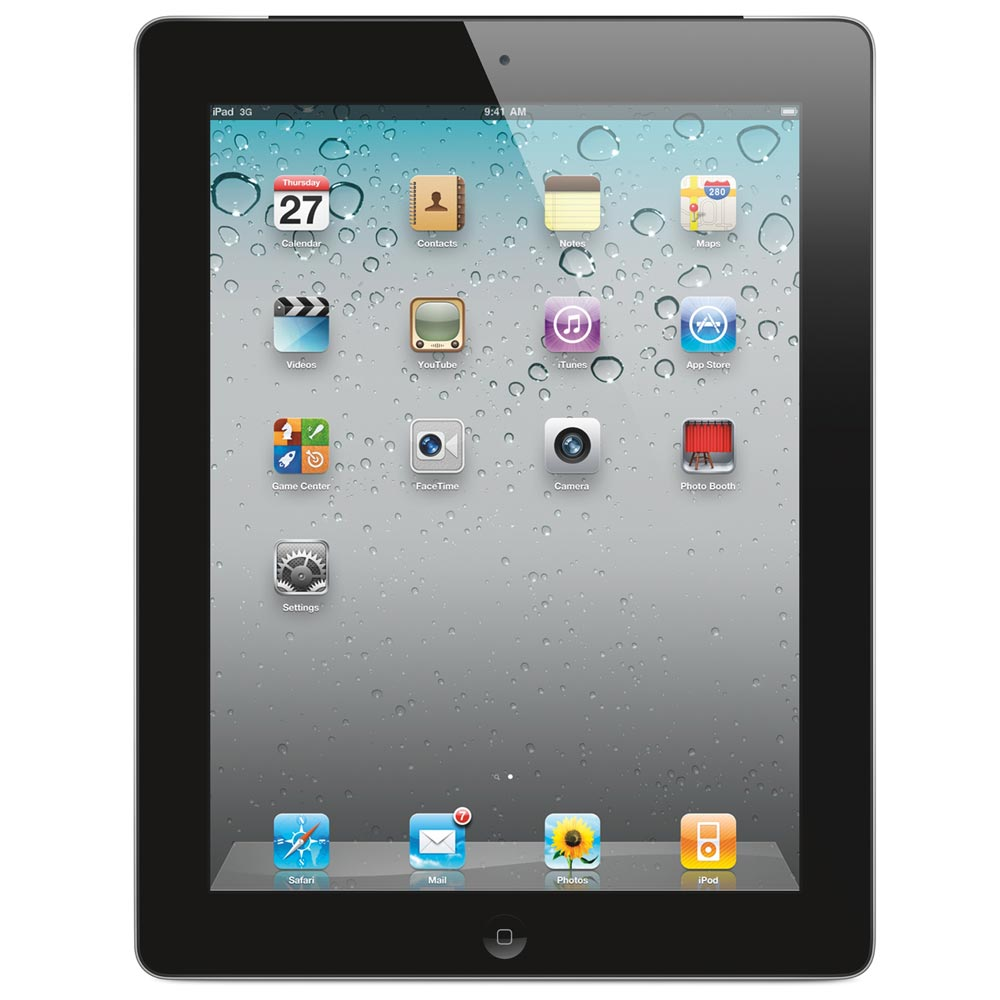 iPad 3G 9:41 AM
Thursday
27 280
Calendar Contacts Notes Maps
Videos YouTube iTunes App Store
Game Center FaceTime Camera Photo Booth
Settings
7
N
Safari Mail Photos iPod